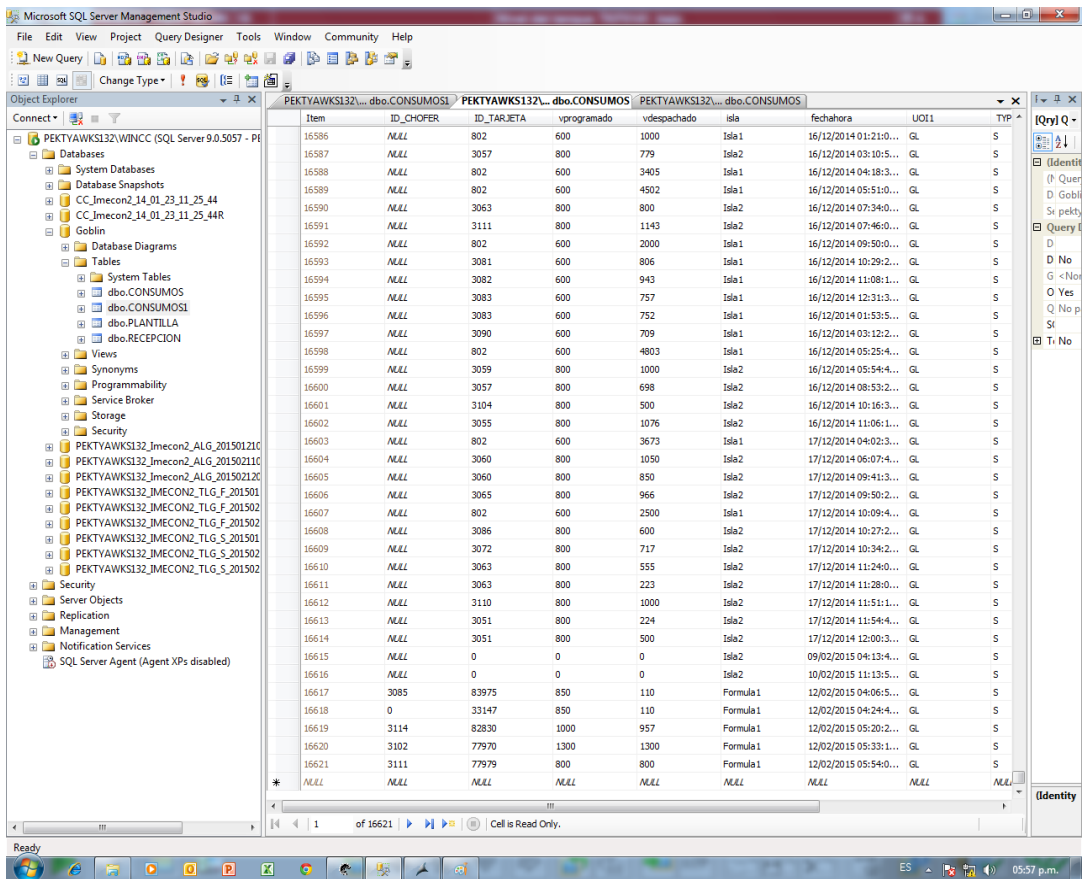 Microsoft SQL Server Management Studio
File Edit View Project Query Designer Tools Window Community Help
New Query
Change Type
Object Explorer
Connect
PEKTYAWKS132\WINCC (SQL Server 9.0.5057 - PE
Databases
System Databases
Database Snapshots
CC_Imecon2_14_01_23_11_25_44
CC_Imecon2_14_01_23_11_25_44R
Goblin
Database Diagrams
Tables
System Tables
dbo.CONSUMOS
dbo.CONSUMOS1
dbo.PLANTILLA
dbo.RECEPCION
Views
Synonyms
Programmability
Service Broker
Storage
Security
PEKTYAWKS132_Imecon2_ALG_20150121
PEKTYAWKS132_Imecon2_ALG_20150211
PEKTYAWKS132_Imecon2_ALG_20150212
PEKTYAWKS132_IMECON2_TLG_F_201501
PEKTYAWKS132_IMECON2_TLG_F_201502
PEKTYAWKS132_IMECON2_TLG_F_201502
PEKTYAWKS132_IMECON2_TLG_S_201501
PEKTYAWKS132_IMECON2_TLG_S_201502
PEKTYAWKS132_IMECON2_TLG_S_201502
Security
Server Objects
Replication
Management
Notification Services
SQL Server Agent (Agent XPs disabled)
PEKTYAWKS132\... dbo.CONSUMOS1 PEKTYAWKS132\... dbo.CONSUMOS PEKTYAWKS132\... dbo.CONSUMOS
Item ID_CHOFER ID_TARJETA vprogramado vdespachado isla fechahora UOI1 TYP
16586 NULL 802 600 1000 Isla1 16/12/2014 01:21:0... GL S
16587 NULL 3057 800 779 Isla2 16/12/2014 03:10:5... GL S
16588 NULL 802 600 3405 Isla1 16/12/2014 04:18:3... GL S
16589 NULL 802 600 4502 Isla1 16/12/2014 05:51:0... GL S
16590 NULL 3063 800 800 Isla2 16/12/2014 07:34:0... GL S
16591 NULL 3111 800 1143 Isla2 16/12/2014 07:46:0... GL S
16592 NULL 802 600 2000 Isla1 16/12/2014 09:50:0... GL S
16593 NULL 3081 600 806 Isla1 16/12/2014 10:29:2... GL S
16594 NULL 3082 600 943 Isla1 16/12/2014 11:08:1... GL S
16595 NULL 3083 600 757 Isla1 16/12/2014 12:31:3... GL S
16596 NULL 3083 600 752 Isla1 16/12/2014 01:53:5... GL S
16597 NULL 3090 600 709 Isla1 16/12/2014 03:12:2... GL S
16598 NULL 802 600 4803 Isla1 16/12/2014 05:25:4... GL S
16599 NULL 3059 800 1000 Isla2 16/12/2014 05:54:4... GL S
16600 NULL 3057 800 698 Isla2 16/12/2014 08:53:2... GL S
16601 NULL 3104 800 500 Isla2 16/12/2014 10:16:3... GL S
16602 NULL 3055 800 1076 Isla2 16/12/2014 11:06:1... GL S
16603 NULL 802 600 3673 Isla1 17/12/2014 04:02:3... GL S
16604 NULL 3060 800 1050 Isla2 17/12/2014 06:07:4... GL S
16605 NULL 3060 800 850 Isla2 17/12/2014 09:41:3... GL S
16606 NULL 3065 800 966 Isla2 17/12/2014 09:50:2... GL S
16607 NULL 802 600 2500 Isla1 17/12/2014 10:09:4... GL S
16608 NULL 3086 800 600 Isla2 17/12/2014 10:27:2... GL S
16609 NULL 3072 800 717 Isla2 17/12/2014 10:34:2... GL S
16610 NULL 3063 800 555 Isla2 17/12/2014 11:24:0... GL S
16611 NULL 3063 800 223 Isla2 17/12/2014 11:28:0... GL S
16612 NULL 3110 800 1000 Isla2 17/12/2014 11:51:1... GL S
16613 NULL 3051 800 224 Isla2 17/12/2014 11:54:4... GL S
16614 NULL 3051 800 500 Isla2 17/12/2014 12:00:3... GL S
16615 NULL 0 0 0 Isla2 09/02/2015 04:13:4... GL S
16616 NULL 0 0 0 Isla2 10/02/2015 11:13:5... GL S
16617 3085 83975 850 110 Formula1 12/02/2015 04:06:5... GL S
16618 0 33147 850 110 Formula1 12/02/2015 04:24:4... GL S
16619 3114 82830 1000 957 Formula1 12/02/2015 05:20:2... GL S
16620 3102 77970 1300 1300 Formula1 12/02/2015 05:33:1... GL S
16621 3111 77979 800 800 Formula1 12/02/2015 05:54:0... GL S
NULL NULL NULL NULL NULL NULL NULL NULL NULL
1 of 16621 Cell is Read Only.
[Qry] Q
(Identit
(N Quer
D Gobli
Se pekty
Query D
D
D No
G <Nor
O Yes
Q No p
T No
(Identity
Ready
ES 05:57 p.m.